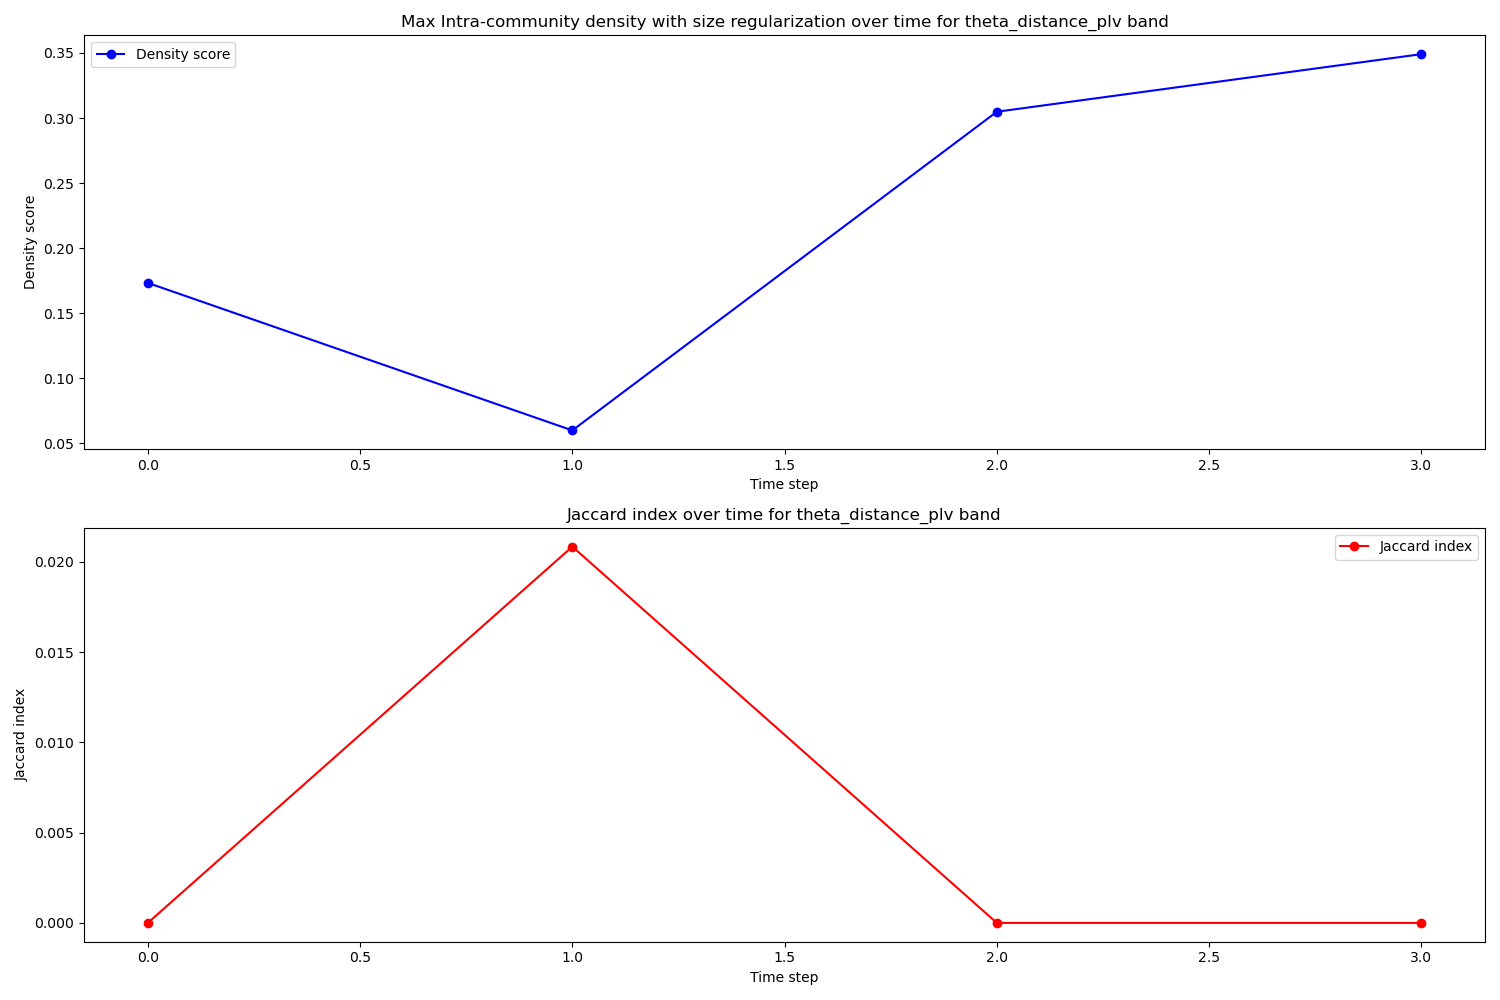 Max Intra-community density with size regularization over time for theta_distance_plv band
Density score
0.35
0.30
0.25
0.20
0.15
0.10
0.05
Density score
0.0 0.5 1.0 1.5 2.0 2.5 3.0
Time step
Jaccard index over time for theta_distance_plv band
Jaccard index
0.020
0.015
0.010
0.005
0.000
Jaccard index
0.0 0.5 1.0 1.5 2.0 2.5 3.0
Time step